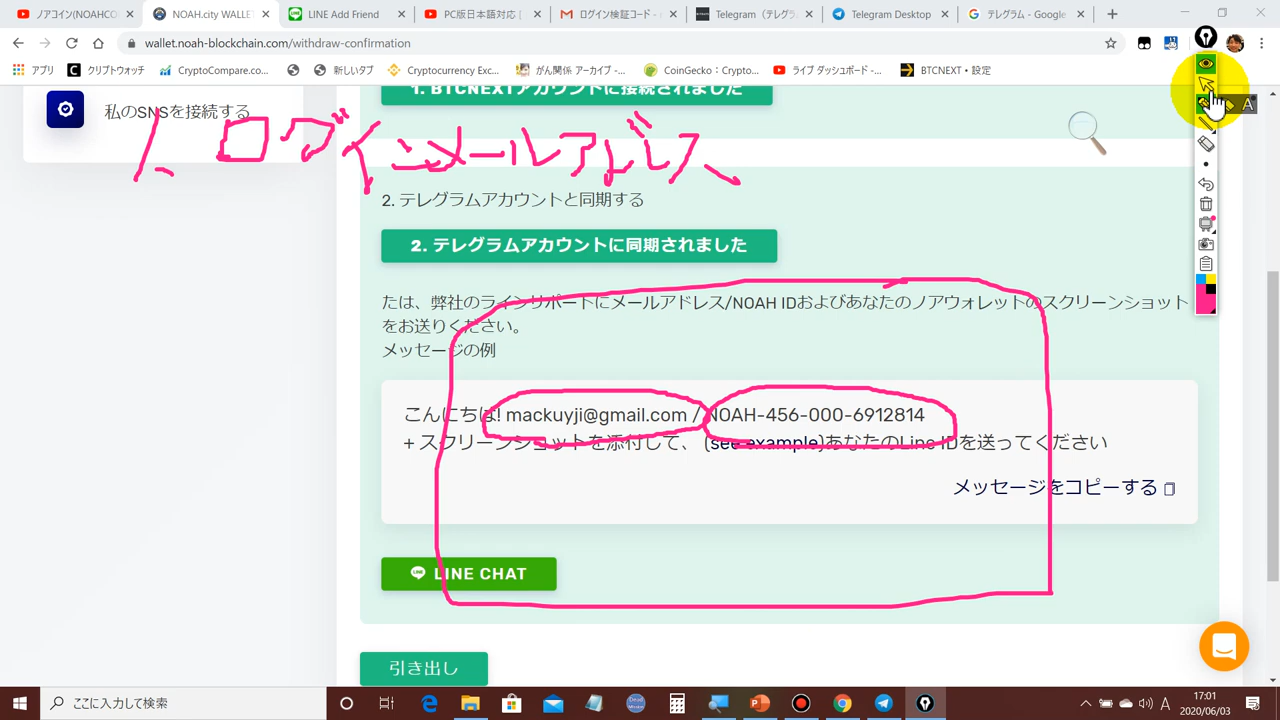 ノアコイン(NOAHCO
NOAH.city WALLE
LINE Add Friend
PC版日本語対応 [
ログイン検証コード - e
Telegram（テレグラ
Telegram Desktop
テレグラム - Google
wallet.noah-blockchain.com/withdraw-confirmation
アプリ
クリプトウォッチ
CryptoCompare.co...
新しいタブ
Cryptocurrency Exc...
がん関係 アーカイブ -...
CoinGecko：Crypto...
ライブ ダッシュボード -...
BTCNEXT・設定
1. BTCNEXTアカウントに接続されました
私のSNSを接続する
1. ログインメールアドレス、
2. テレグラムアカウントと同期する
2. テレグラムアカウントに同期されました
たは、弊社のラインサポートにメールアドレス/NOAH IDおよびあなたの ノアウォレットのスクリーンショット
をお送りください。
メッセージの例
こんにちは! mackuyji@gmail.com / NOAH-456-000-6912814
+ スクリーンショットを添付して、 (see example)あなたのLine IDを送ってください
メッセージをコピーする
LINE CHAT
引き出し
ここに入力して検索
17:01
2020/06/03